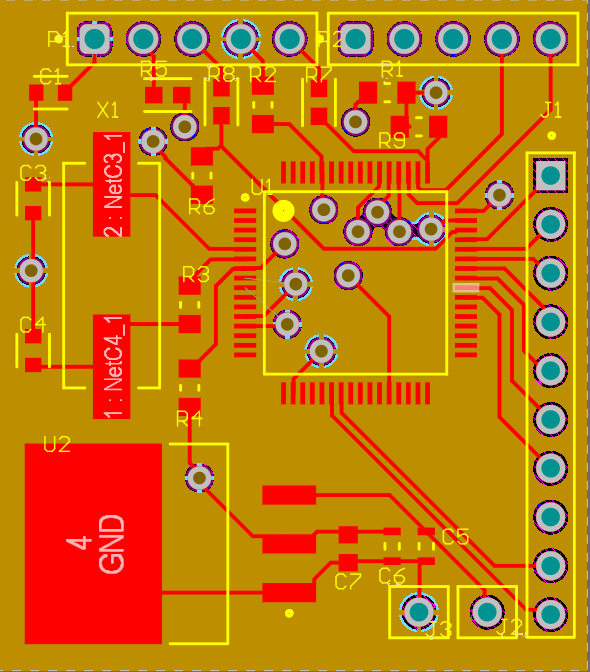 P1
P2
C1
R5
R8
R2
R7
R1
X1
J1
R9
C3
2 : NetC3_1
U1
R6
R3
C4
1 : NetC4_1
R4
U2
4
GND
C5
C7
C6
J3
J2